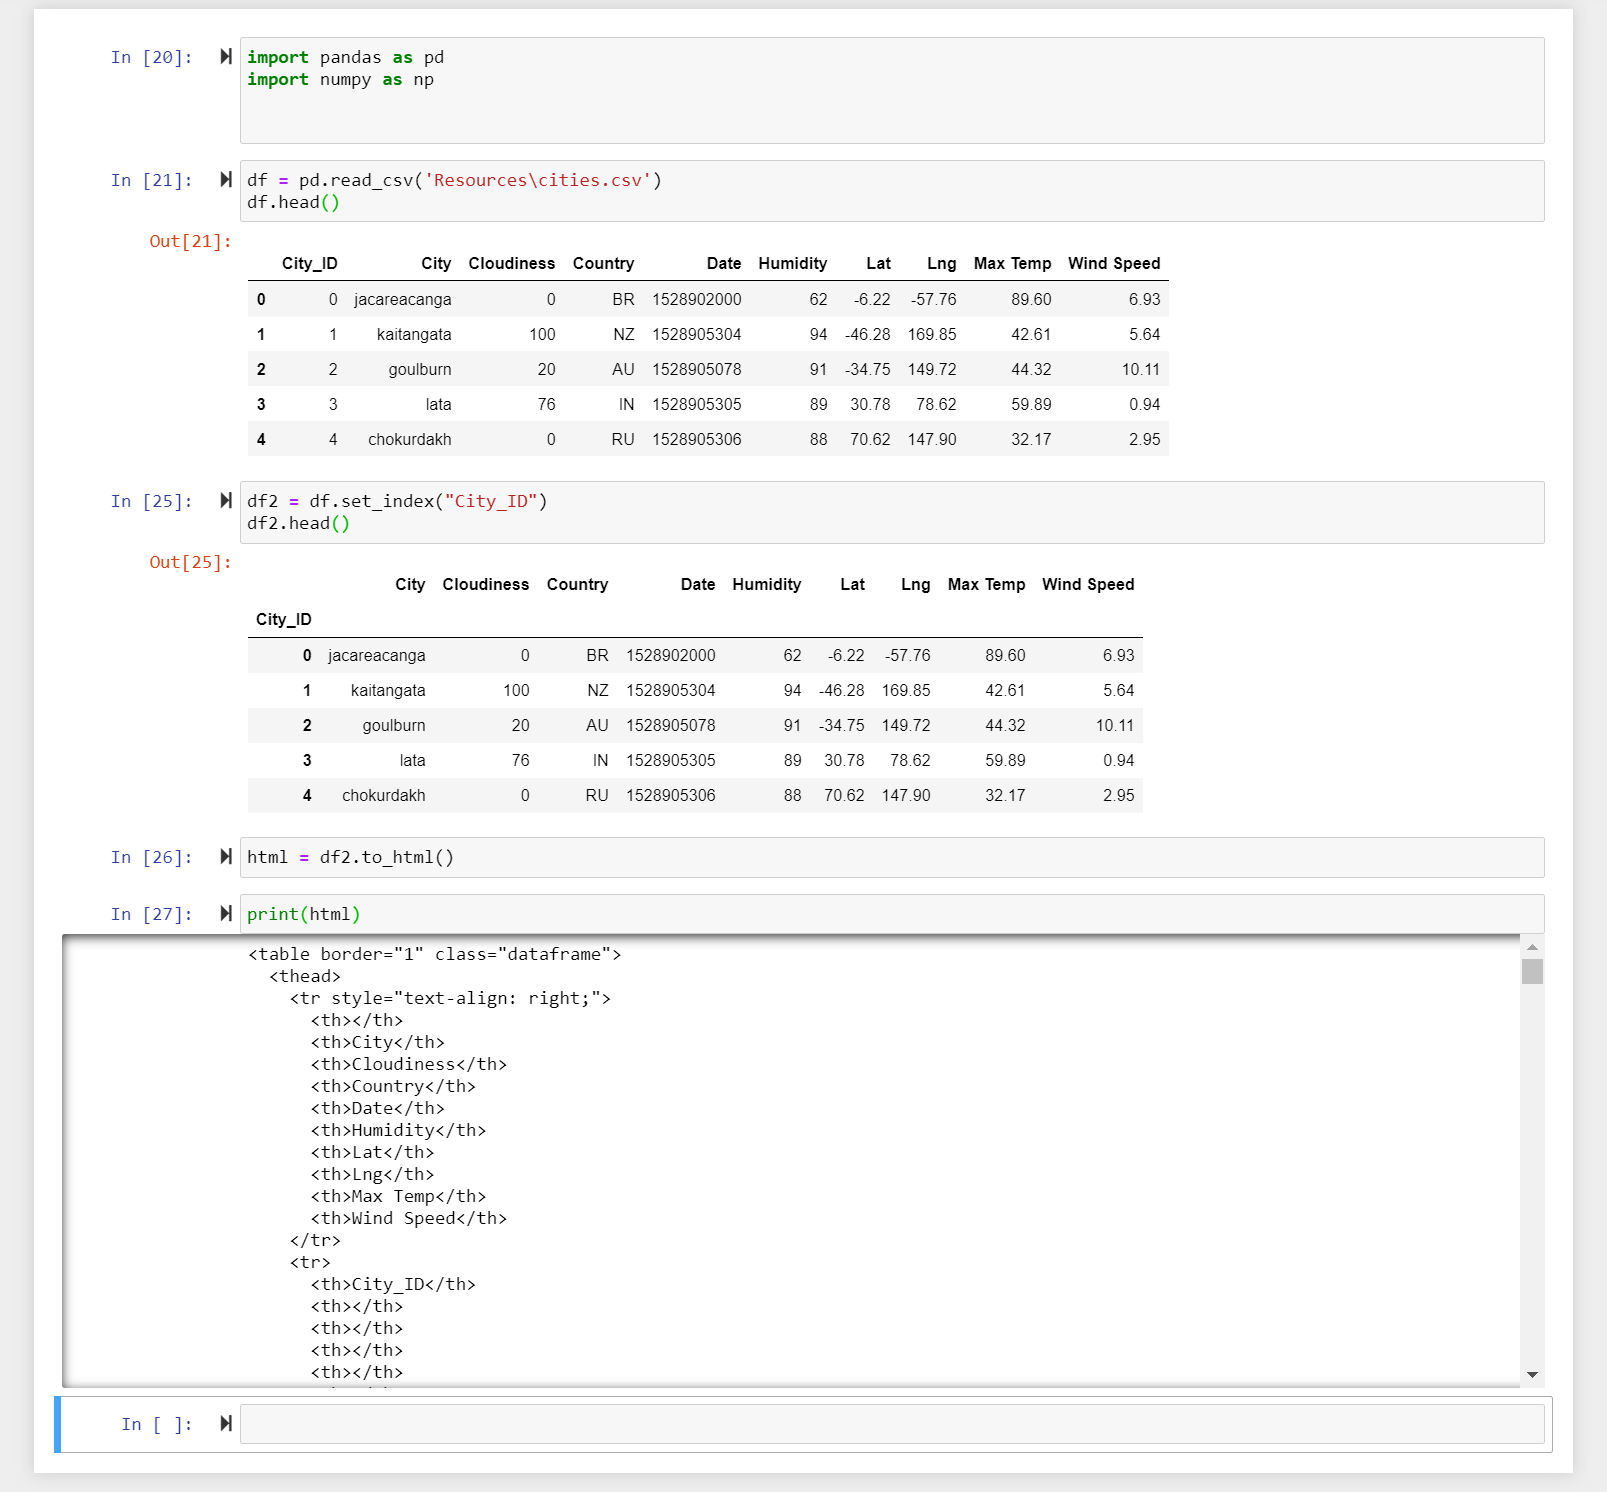 In [20]: import pandas as pd
import numpy as np
In [21]: df = pd.read_csv('Resources\cities.csv')
df.head()
Out[21]:
City_ID City Cloudiness Country Date Humidity Lat Lng Max Temp Wind Speed
0 0 jacareacanga 0 BR 1528902000 62 -6.22 -57.76 89.60 6.93
1 1 kaitangata 100 NZ 1528905304 94 -46.28 169.85 42.61 5.64
2 2 goulburn 20 AU 1528905078 91 -34.75 149.72 44.32 10.11
3 3 lata 76 IN 1528905305 89 30.78 78.62 59.89 0.94
4 4 chokurdakh 0 RU 1528905306 88 70.62 147.90 32.17 2.95
In [25]: df2 = df.set_index("City_ID")
df2.head()
Out[25]:
City Cloudiness Country Date Humidity Lat Lng Max Temp Wind Speed
City_ID
0 jacareacanga 0 BR 1528902000 62 -6.22 -57.76 89.60 6.93
1 kaitangata 100 NZ 1528905304 94 -46.28 169.85 42.61 5.64
2 goulburn 20 AU 1528905078 91 -34.75 149.72 44.32 10.11
3 lata 76 IN 1528905305 89 30.78 78.62 59.89 0.94
4 chokurdakh 0 RU 1528905306 88 70.62 147.90 32.17 2.95
In [26]: html = df2.to_html()
In [27]: print(html)
<table border="1" class="dataframe">
<thead>
<tr style="text-align: right;">
<th></th>
<th>City</th>
<th>Cloudiness</th>
<th>Country</th>
<th>Date</th>
<th>Humidity</th>
<th>Lat</th>
<th>Lng</th>
<th>Max Temp</th>
<th>Wind Speed</th>
</tr>
<tr>
<th>City_ID</th>
<th></th>
<th></th>
<th></th>
<th></th>
In [ ]: